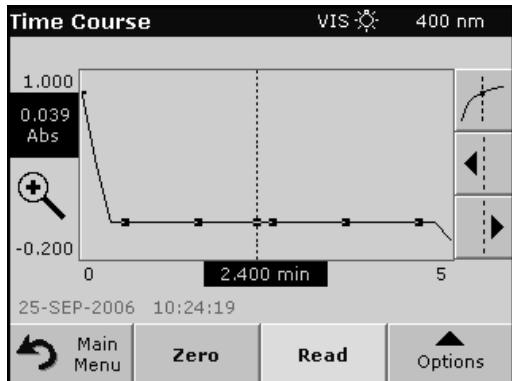 Time Course VIS 400 nm
1.000
0.039
Abs
-0.200
0 2.400 min 5
25-SEP-2006 10:24:19
Main
Menu
Zero
Read
Options